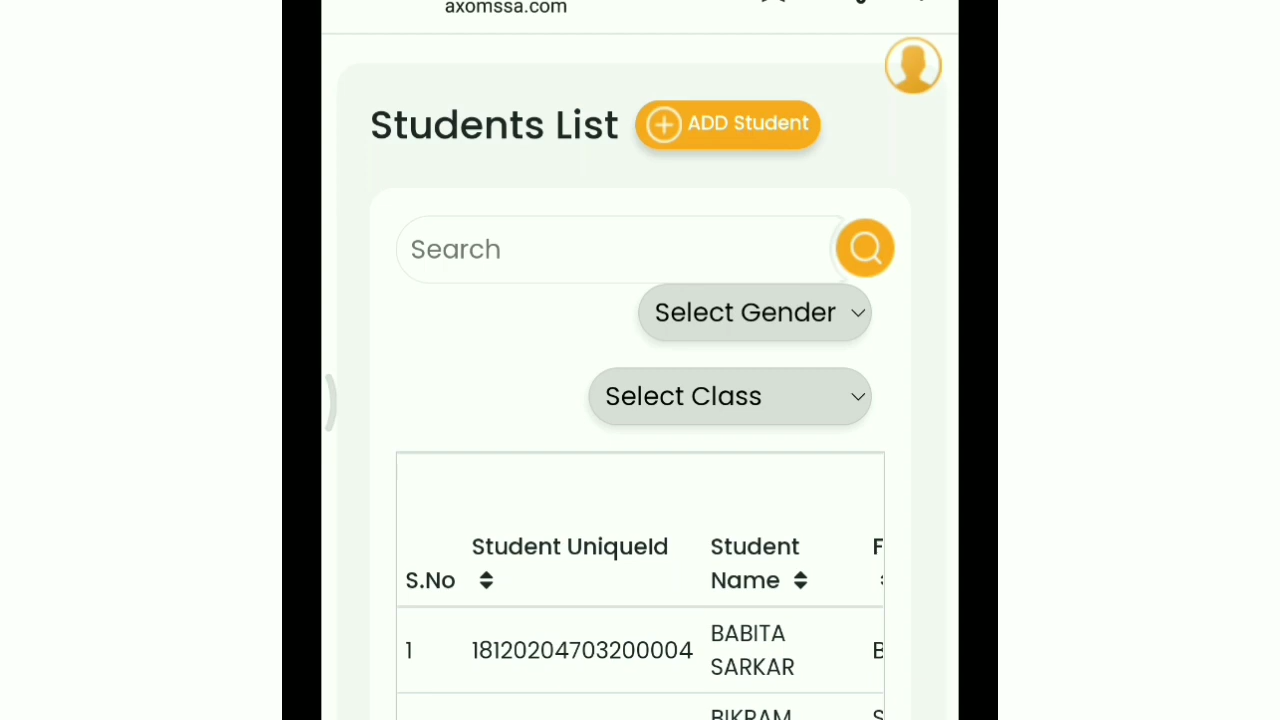 axomssa.com
Students List
ADD Student
Search
Select Gender
Select Class
S.No Student UniqueId Student Name F
1 18120204703200004 BABITA SARKAR B
BIKRAM S